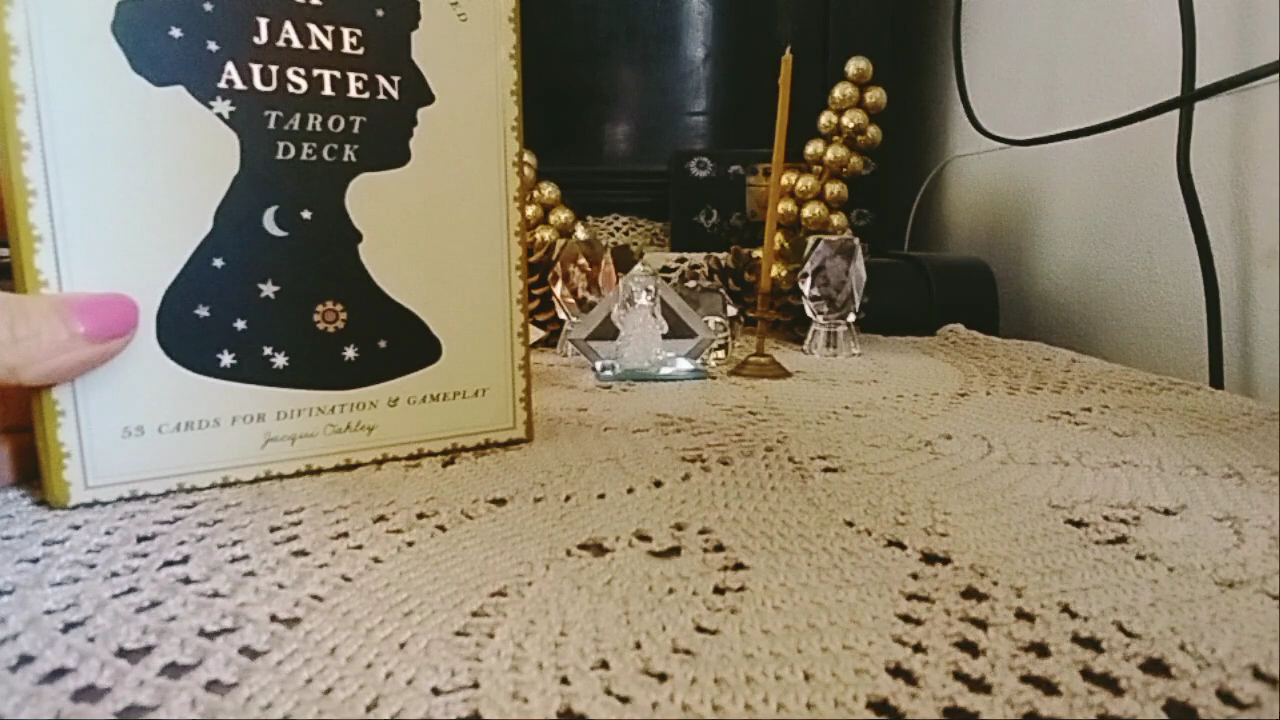 JANE
AUSTEN
TAROT
DECK
53 CARDS FOR DIVINATION & GAMEPLAY
Jacqui Oakley